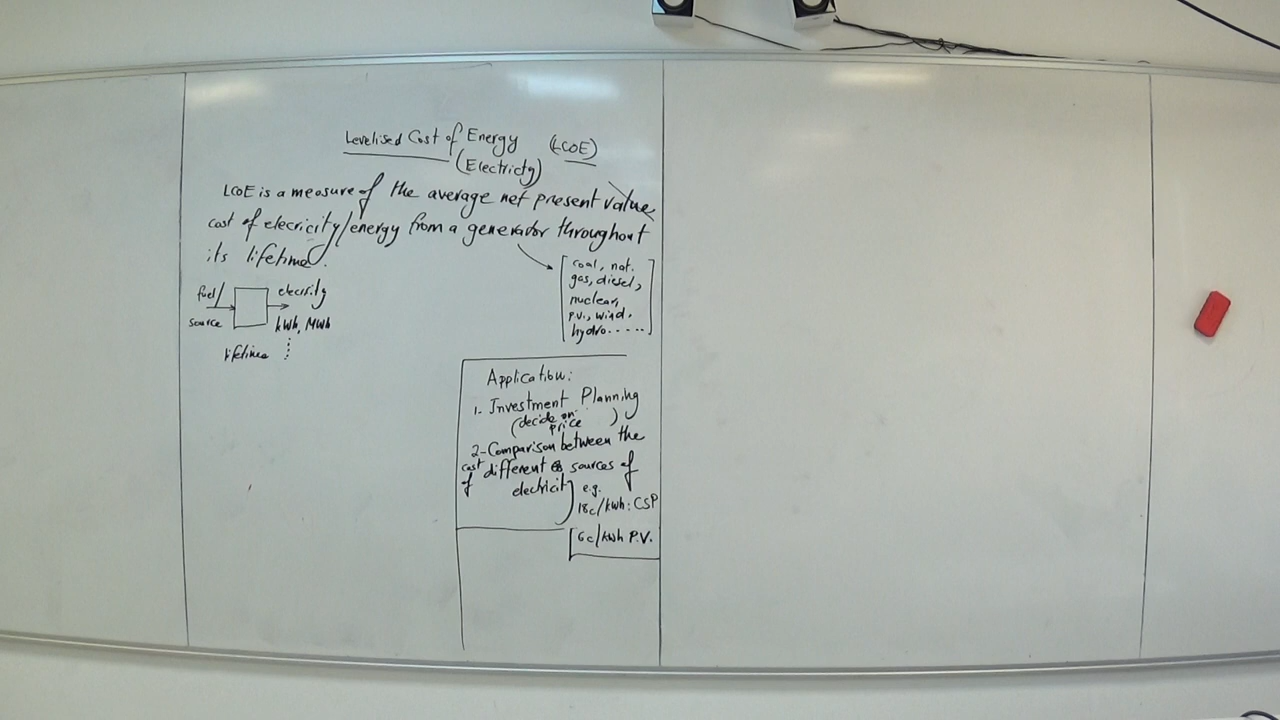 Levelised Cost of Energy (LCOE)
(Electricity)
LCOE is a measure of the average net present value
cost of elecricity/energy from a generator throughout
its lifetime.
coal, nat.
gas, diesel,
nuclear,
p.v., wind,
hydro.....
fuel/
source
electricity
kWh, MWh
lifetime
Application:
1- Investment Planning
(decide on price)
2- Comparison between the
cost of different sources of
electricity
e.g.
18c/kWh: CSP
6c/kWh P.V.